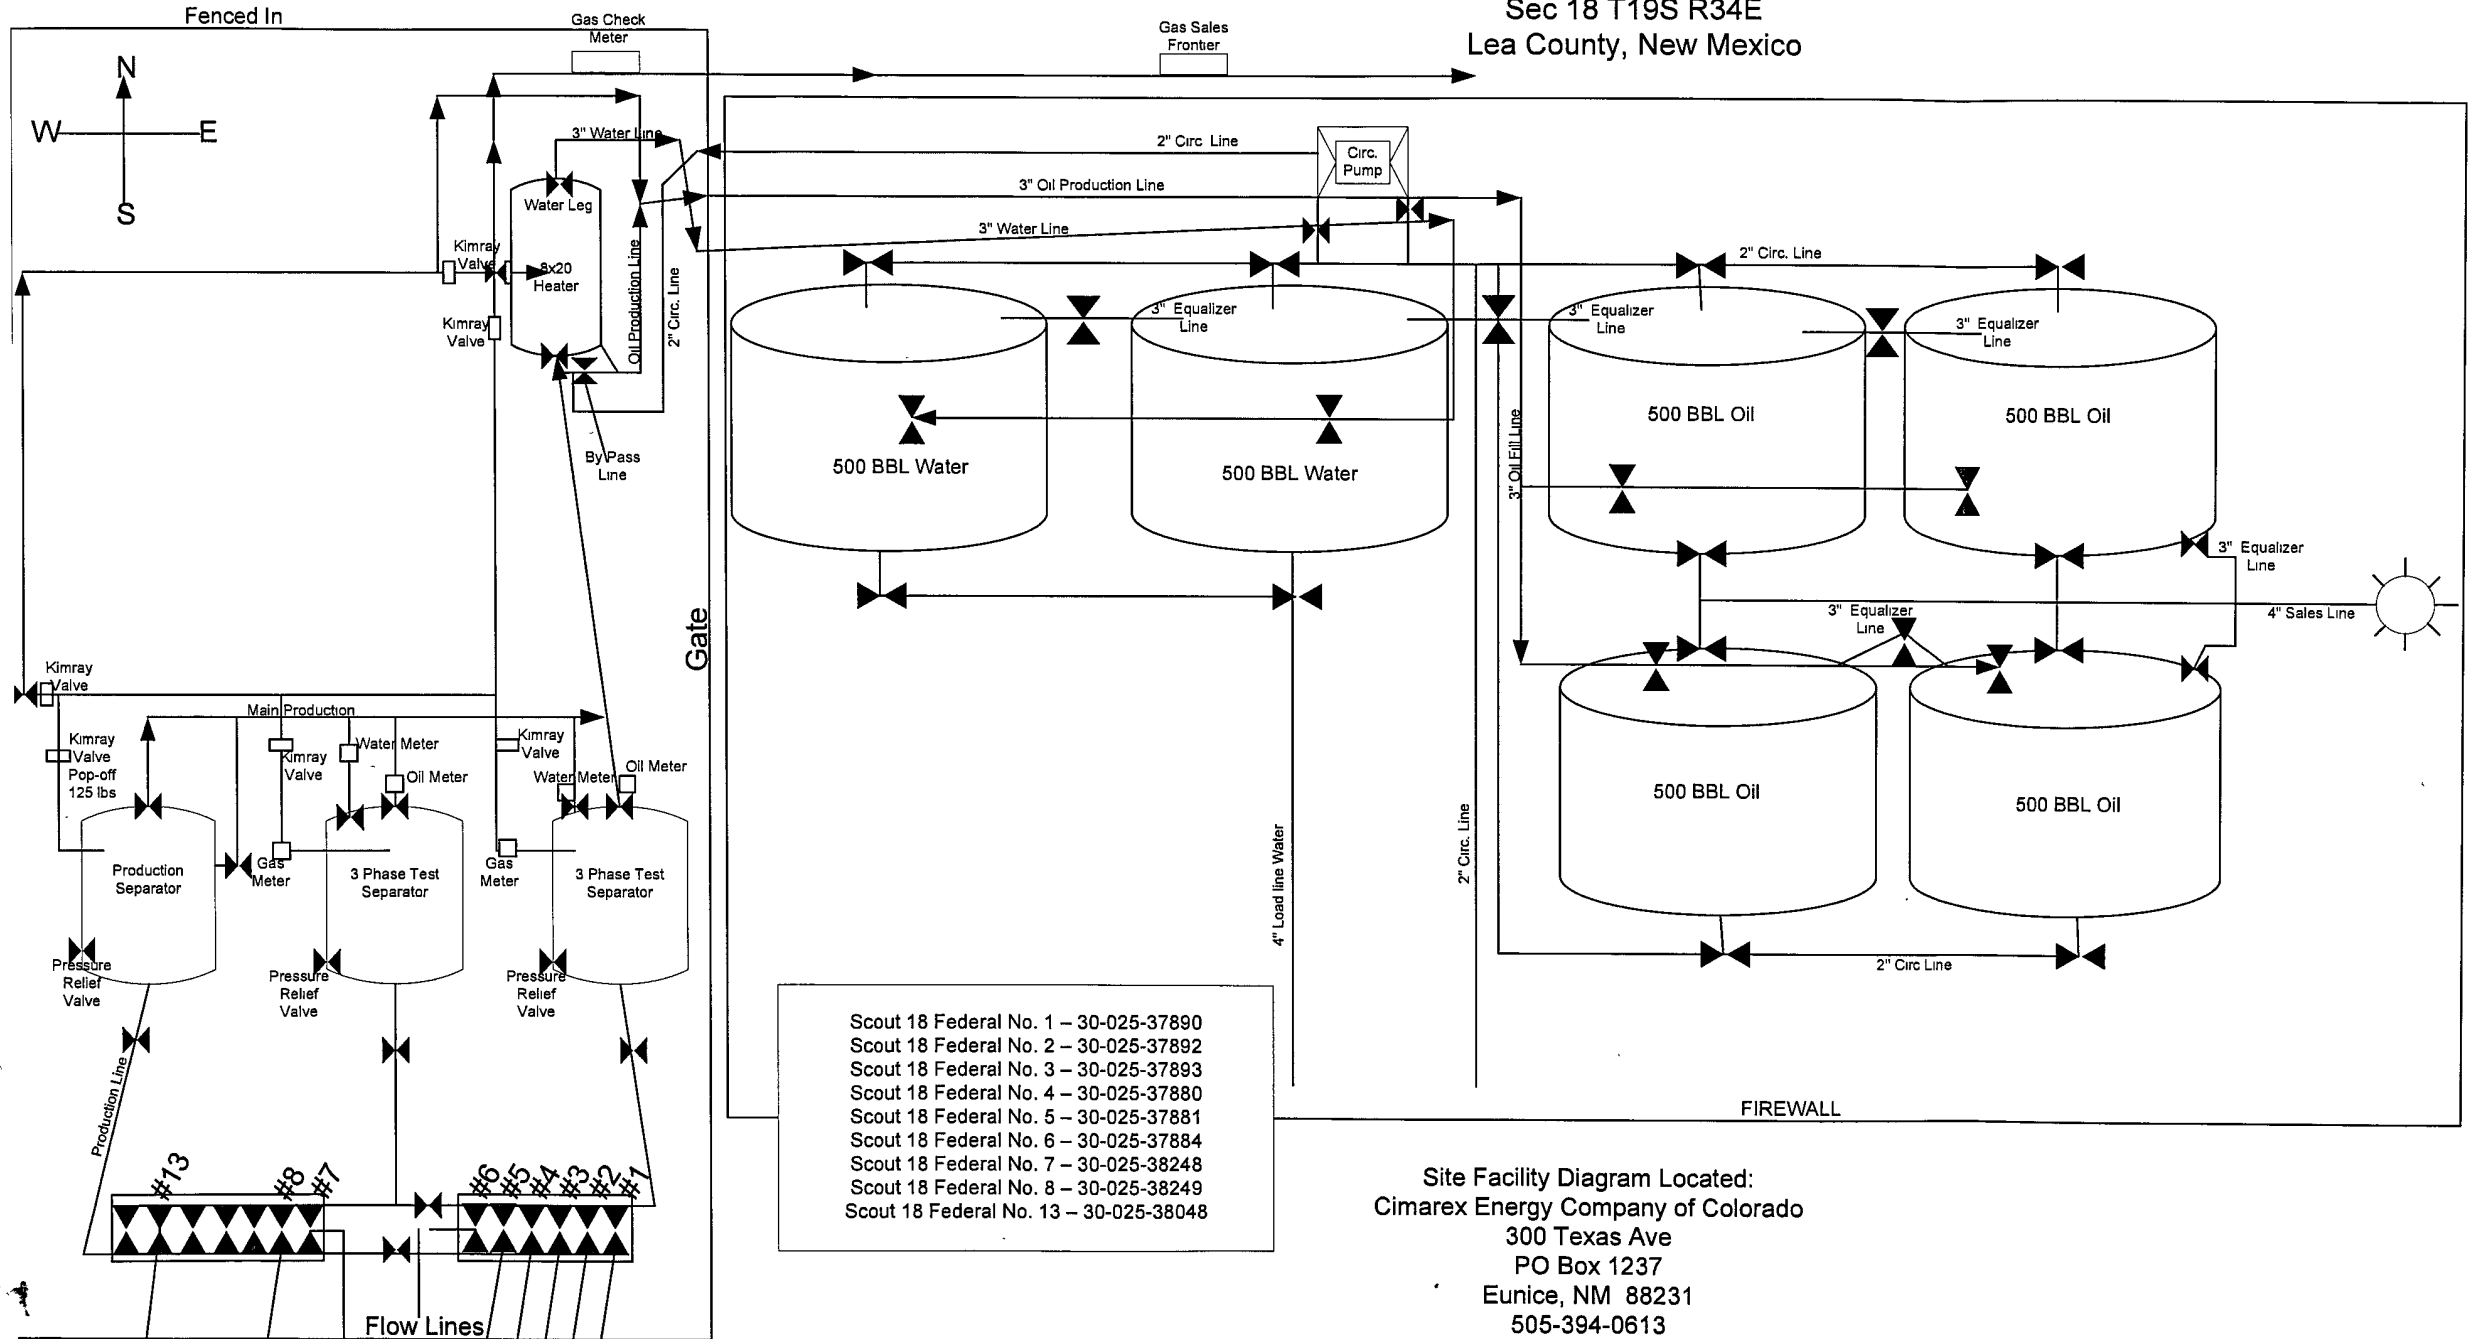 Fenced In
Sec 18 T19S R34E
Lea County, New Mexico
Gas Check
Meter
Gas Sales
Frontier
N
W
E
S
3" Water Line
2" Circ Line
Circ.
Pump
3" Oil Production Line
Water Leg
3" Water Line
Kimray
Valve
8x20
Heater
Kimray
Valve
Oil Production Line
2" Circ. Line
2" Circ. Line
3" Equalizer
Line
3" Equalizer
Line
3" Equalizer
Line
By Pass
Line
500 BBL Water
500 BBL Water
500 BBL Oil
500 BBL Oil
3" Oil Fill Line
3" Equalizer
Line
3" Equalizer
Line
4" Sales Line
Gate
Kimray
Valve
Main Production
Kimray
Valve
Pop-off
125 lbs
Kimray
Valve
Water Meter
Oil Meter
Kimray
Valve
Water Meter
Oil Meter
500 BBL Oil
500 BBL Oil
Production
Separator
Gas
Meter
3 Phase Test
Separator
Gas
Meter
3 Phase Test
Separator
4" Load line Water
2" Circ. Line
2" Circ Line
Pressure
Relief
Valve
Pressure
Relief
Valve
Pressure
Relief
Valve
Production Line
Scout 18 Federal No. 1 – 30-025-37890
Scout 18 Federal No. 2 – 30-025-37892
Scout 18 Federal No. 3 – 30-025-37893
Scout 18 Federal No. 4 – 30-025-37880
Scout 18 Federal No. 5 – 30-025-37881
Scout 18 Federal No. 6 – 30-025-37884
Scout 18 Federal No. 7 – 30-025-38248
Scout 18 Federal No. 8 – 30-025-38249
Scout 18 Federal No. 13 – 30-025-38048
FIREWALL
#13
#8
#7
#6
#5
#4
#3
#2
#1
Flow Lines
Site Facility Diagram Located:
Cimarex Energy Company of Colorado
300 Texas Ave
PO Box 1237
Eunice, NM 88231
505-394-0613